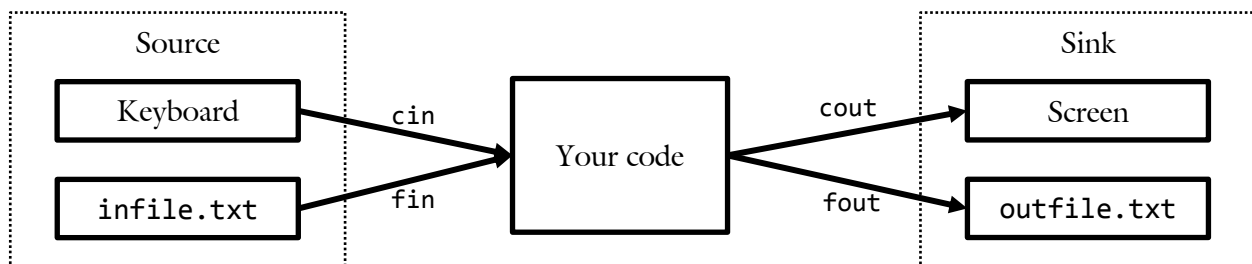 Source
Keyboard
infile.txt
cin
fin
Your code
cout
fout
Sink
Screen
outfile.txt